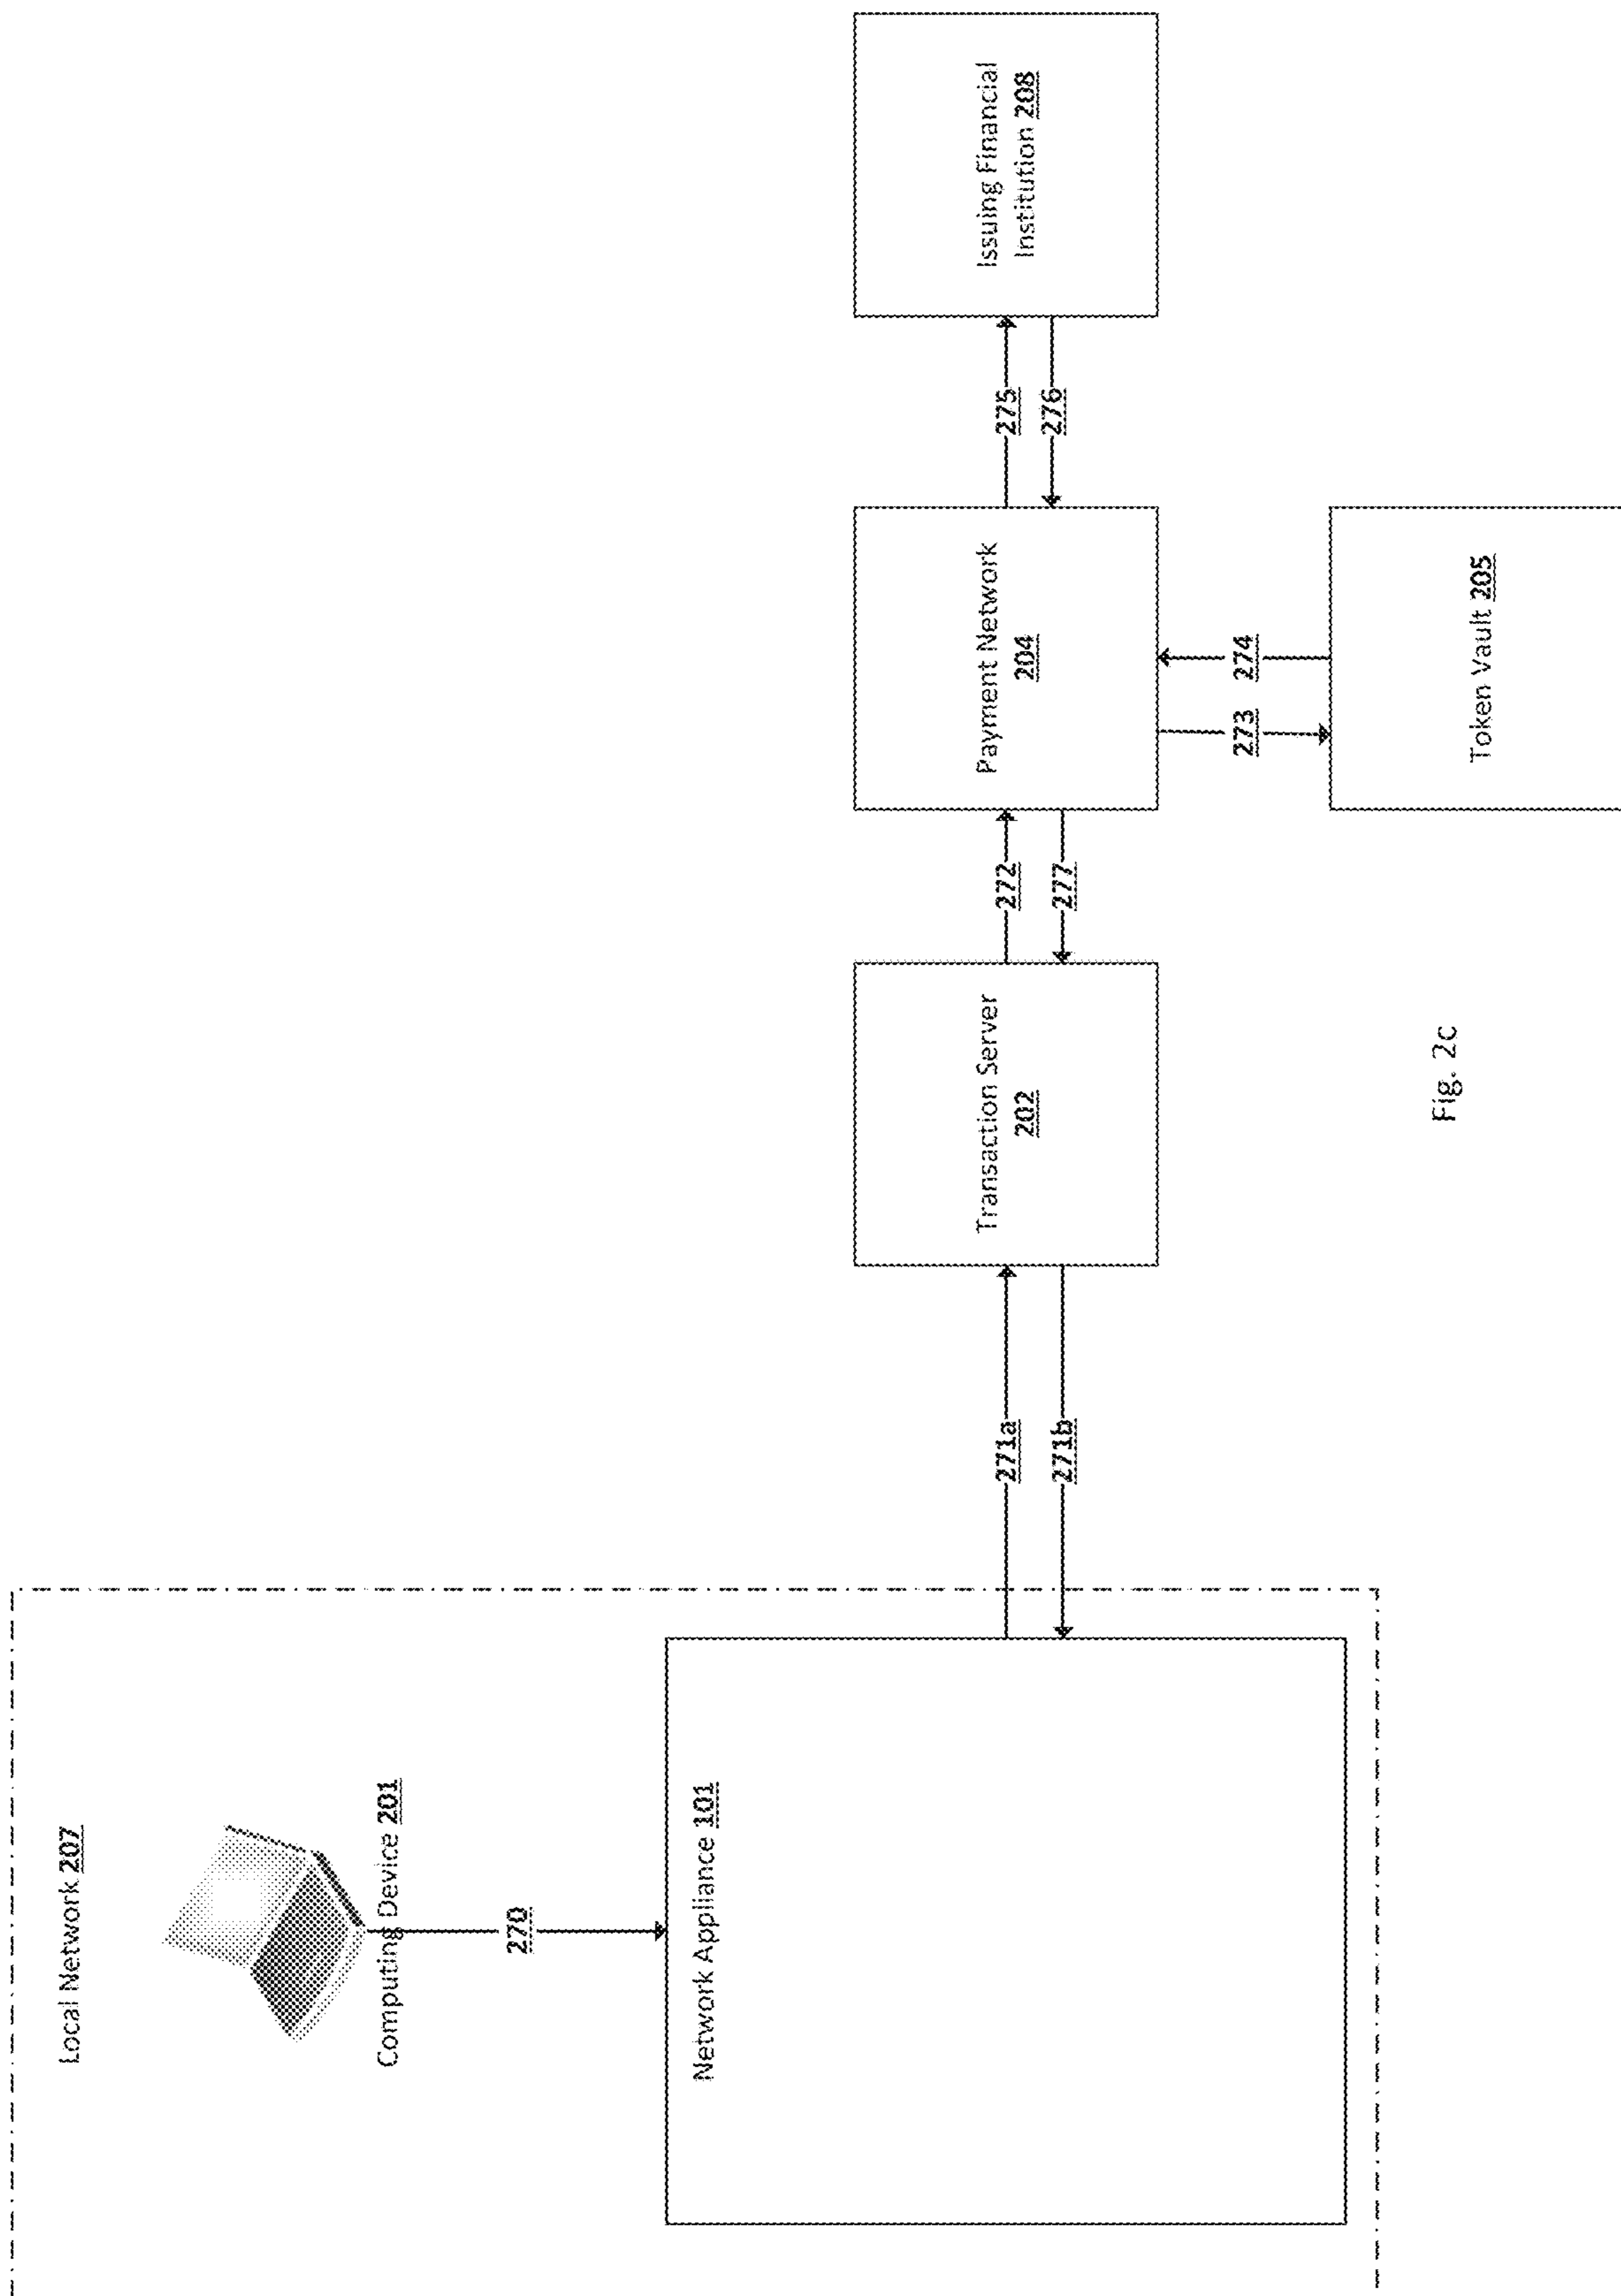 Local Network 207
Computing Device 201
270
Network Appliance 101
271a
271b
Transaction Server
202
272
277
Payment Network
204
273
274
Token Vault 205
275
276
Issuing Financial
Institution 208
Fig. 2c